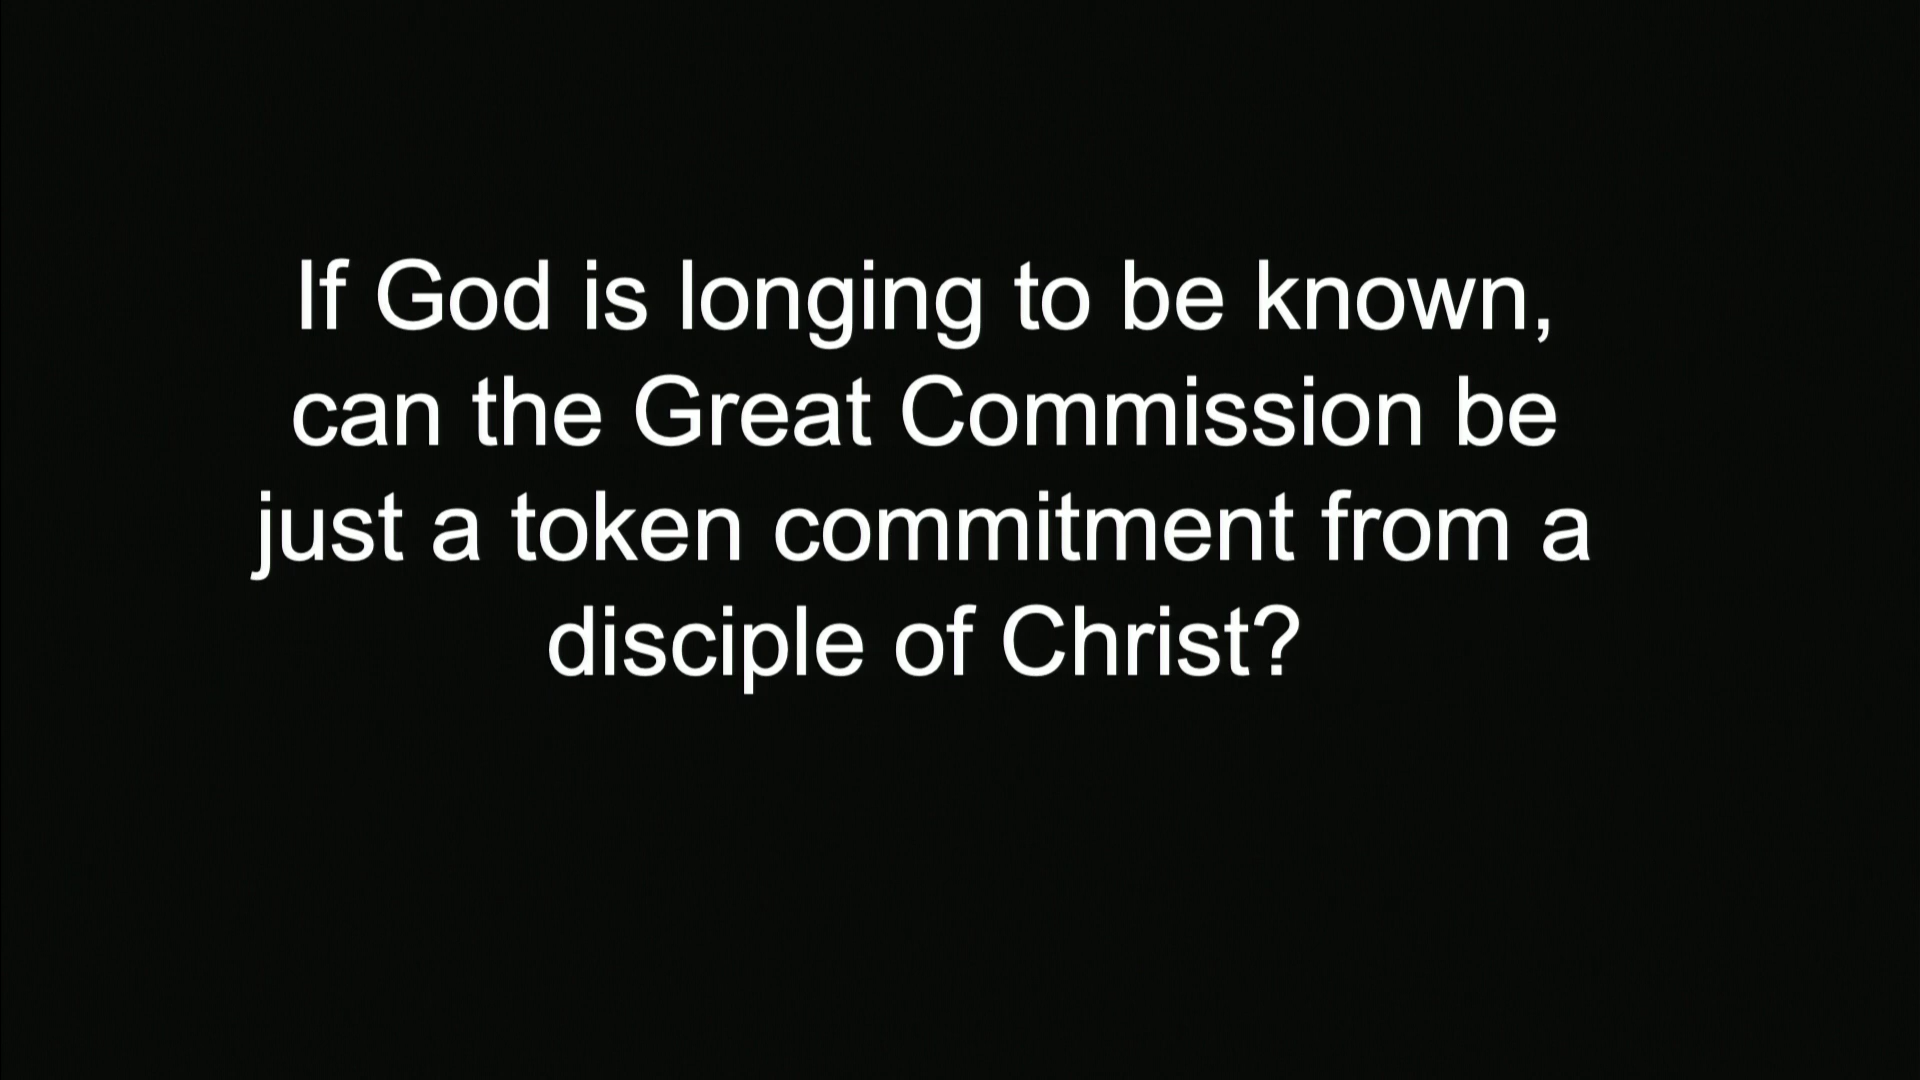 If God is longing to be known,
can the Great Commission be
just a token commitment from a
disciple of Christ?